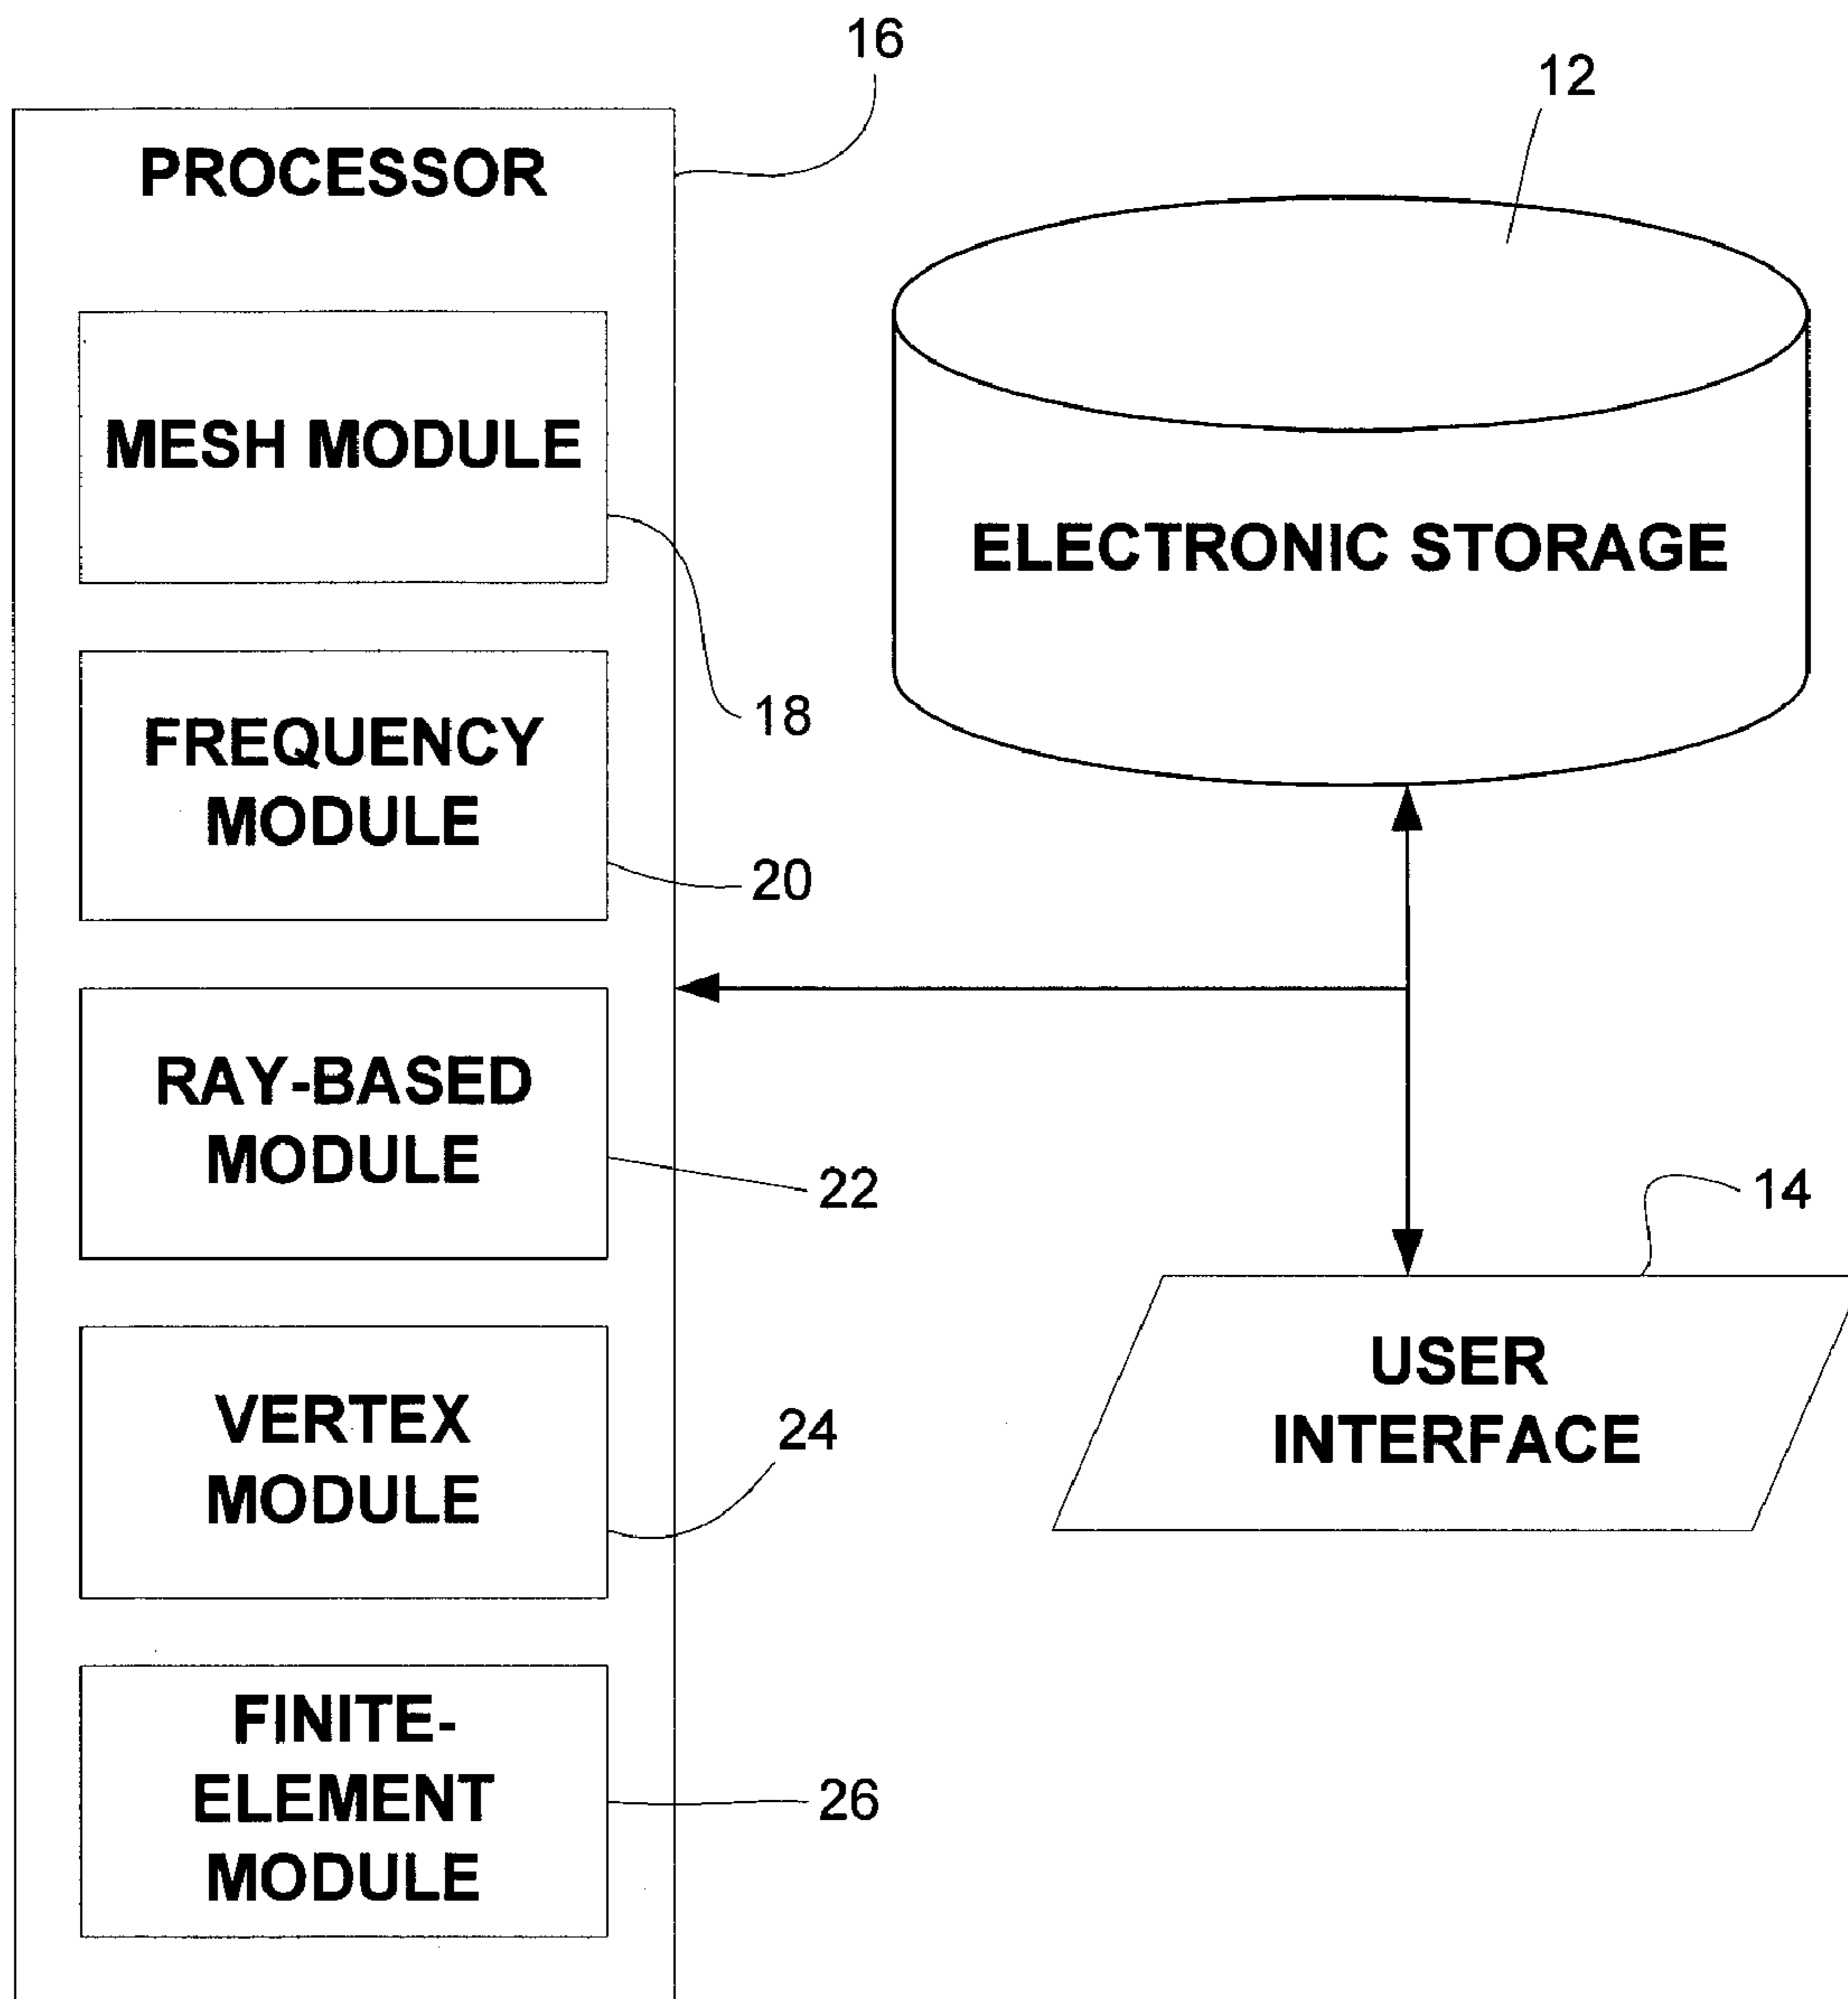 16
12
PROCESSOR
MESH MODULE
ELECTRONIC STORAGE
18
FREQUENCY
MODULE
20
RAY-BASED
MODULE
22
14
USER
INTERFACE
VERTEX
MODULE
24
FINITE-
ELEMENT
MODULE
26